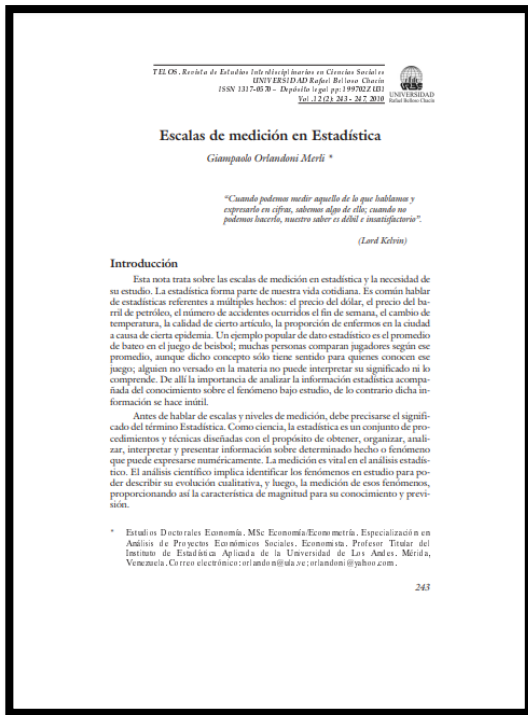 TELOS. Revista de Estudios Interdisciplinarios en Ciencias Sociales
UNIVERSIDAD Rafael Belloso Chacín
ISSN 1317-0570 - Depósito legal pp: 199702ZU31
Vol. 12 (2): 243 - 247, 2010
UNIVERSIDAD
Rafael Belloso Chacín
Escalas de medición en Estadística
Giampaolo Orlandoni Merli *
"Cuando podemos medir aquello de lo que hablamos y
expresarlo en cifras, sabemos algo de ello; cuando no
podemos hacerlo, nuestro saber es débil e insatisfactorio".
(Lord Kelvin)
Introducción
Esta nota trata sobre las escalas de medición en estadística y la necesidad de
su estudio. La estadística forma parte de nuestra vida cotidiana. Es común hablar
de estadísticas referentes a múltiples hechos: el precio del dólar, el precio del ba-
rril de petróleo, el número de accidentes ocurridos el fin de semana, el cambio de
temperatura, la calidad de cierto artículo, la proporción de enfermos en la ciudad
a causa de cierta epidemia. Un ejemplo popular de dato estadístico es el promedio
de bateo en el juego de beisbol; muchas personas comparan jugadores según ese
promedio, aunque dicho concepto sólo tiene sentido para quienes conocen ese
juego; alguien no versado en la materia no puede interpretar su significado ni lo
comprende. De allí la importancia de analizar la información estadística acompa-
ñada del conocimiento sobre el fenómeno bajo estudio, de lo contrario dicha in-
formación se hace inútil.
Antes de hablar de escalas y niveles de medición, debe precisarse el signifi-
cado del término Estadística. Como ciencia, la estadística es un conjunto de pro-
cedimientos y técnicas diseñadas con el propósito de obtener, organizar, anali-
zar, interpretar y presentar información sobre determinado hecho o fenómeno
que puede expresarse numéricamente. La medición es vital en el análisis estadís-
tico. El análisis científico implica identificar los fenómenos en estudio para po-
der describir su evolución cualitativa, y luego, la medición de esos fenómenos,
proporcionando así la característica de magnitud para su conocimiento y previ-
sión.
* Estudios Doctorales Economía. MSc Economía/Econometría. Especialización en
Análisis de Proyectos Económicos Sociales. Economista. Profesor Titular del
Instituto de Estadística Aplicada de la Universidad de Los Andes. Mérida,
Venezuela. Correo electrónico: orlandon@ula.ve; orlandoni@yahoo.com.
243